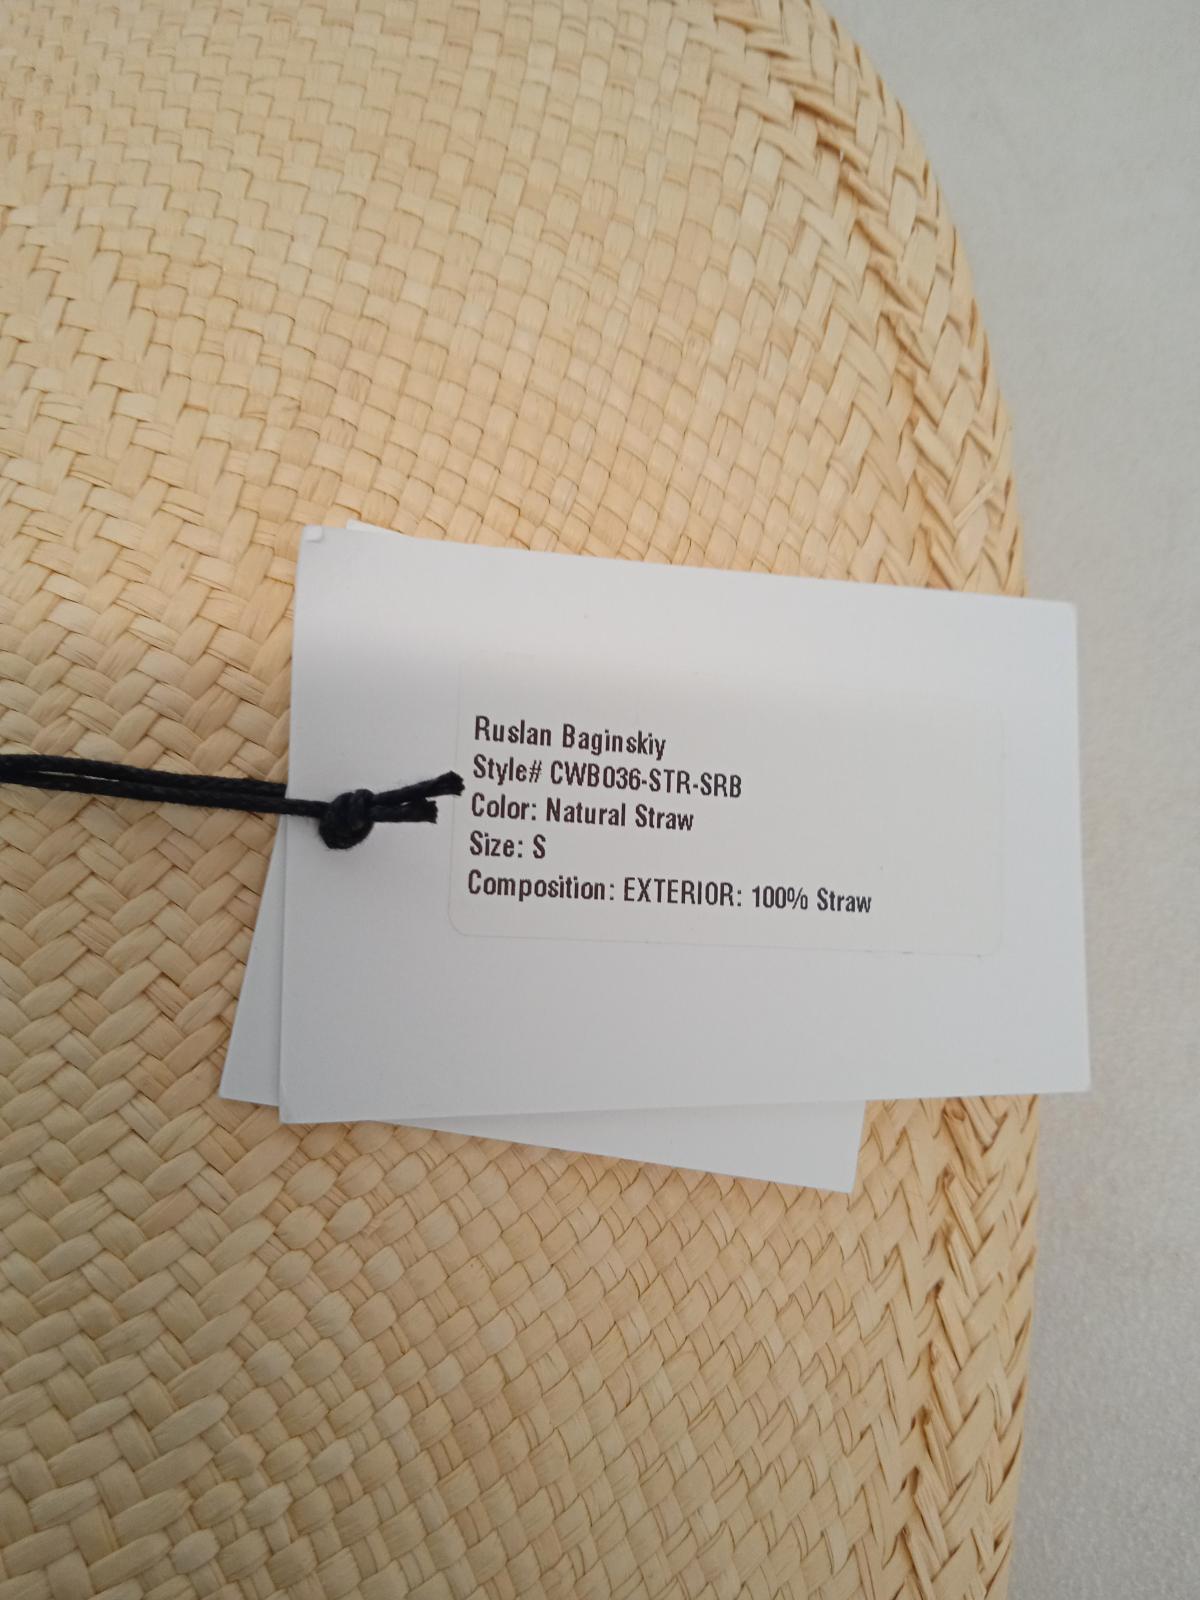 Ruslan Baginskiy
Style# CWB036-STR-SRB
Color: Natural Straw
Size: S
Composition: EXTERIOR: 100% Straw